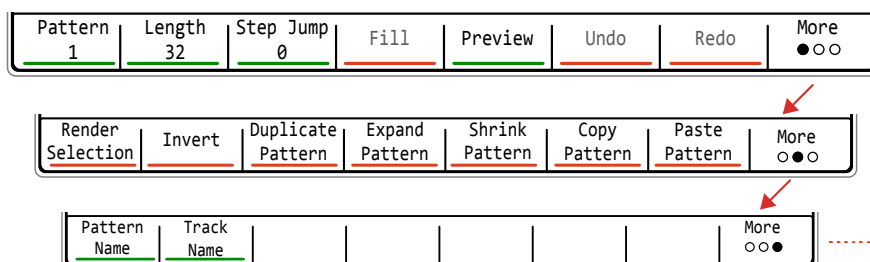 Pattern Length Step Jump Fill Preview Undo Redo More
1 32 0
Render Invert Duplicate Expand Shrink Copy Paste More
Selection Pattern Pattern Pattern Pattern Pattern
Pattern Track More
Name Name